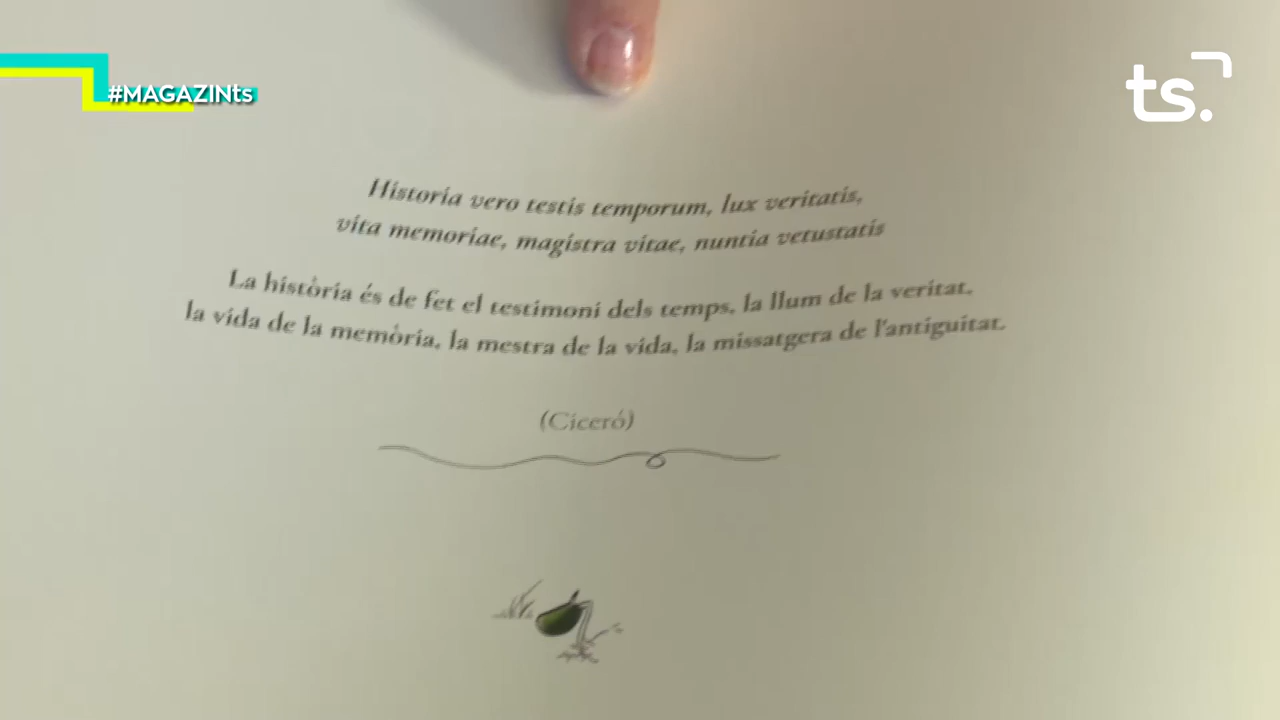 #MAGAZINts
ts.
Historia vero testis temporum, lux veritatis,
vita memoriae, magistra vitae, nuntia vetustatis
La història és de fet el testimoni dels temps, la llum de la veritat,
la vida de la memòria, la mestra de la vida, la missatgera de l'antiguitat.
(Ciceró)